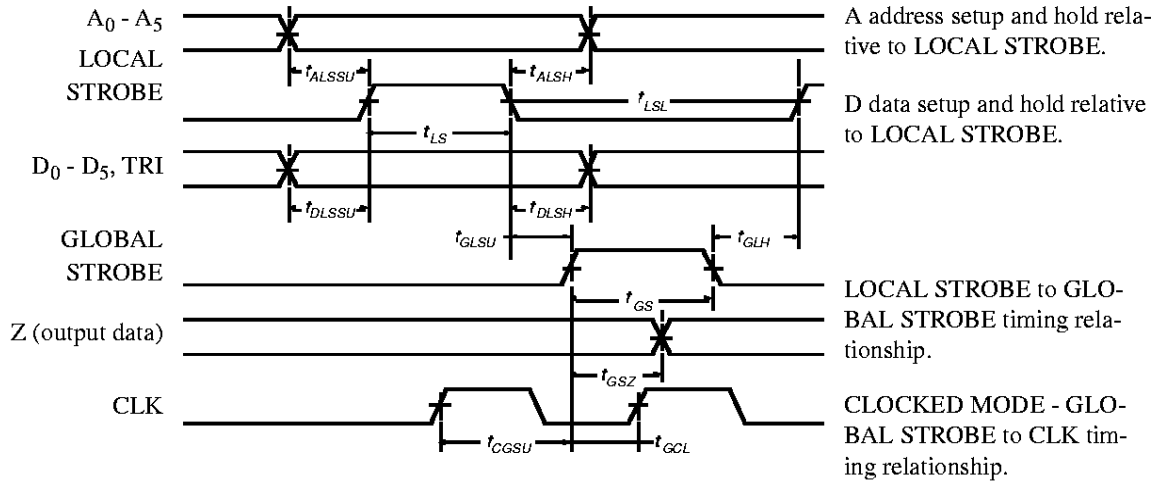 A0 - A5
LOCAL
STROBE
D0 - D5, TRI
GLOBAL
STROBE
Z (output data)
CLK
tALSSU
tALSH
tLSL
tLS
tDLSSU
tDLSH
tGLSU
tGLH
tGS
tGSZ
tCGSU
tGCL
A address setup and hold rela-
tive to LOCAL STROBE.
D data setup and hold relative
to LOCAL STROBE.
LOCAL STROBE to GLO-
BAL STROBE timing rela-
tionship.
CLOCKED MODE - GLO-
BAL STROBE to CLK tim-
ing relationship.